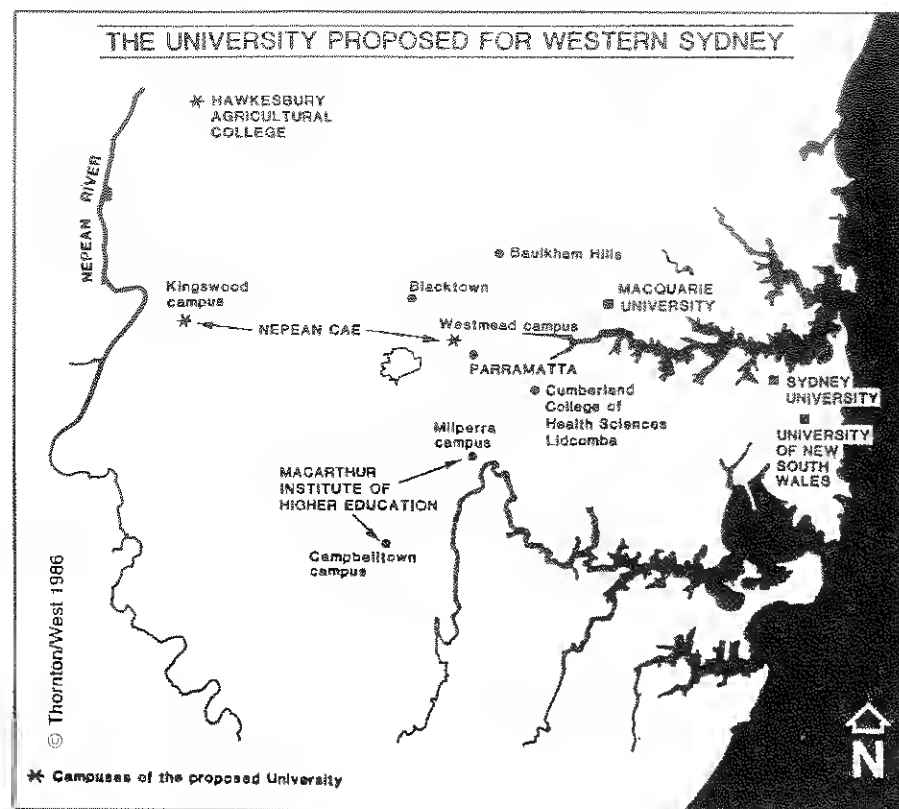 THE UNIVERSITY PROPOSED FOR WESTERN SYDNEY
* HAWKESBURY
AGRICULTURAL
COLLEGE
NEPEAN RIVER
Baulkham Hills
Kingswood
campus
Blacktown
MACQUARIE
UNIVERSITY
NEPEAN CAE
Westmead campus
PARRAMATTA
SYDNEY
UNIVERSITY
Cumberland
College of
Health Sciences
Lidcomba
UNIVERSITY
OF NEW
SOUTH
WALES
Milperra
campus
MACARTHUR
INSTITUTE OF
HIGHER EDUCATION
Campbelltown
campus
© Thornton/West 1986
N
* Campuses of the proposed University